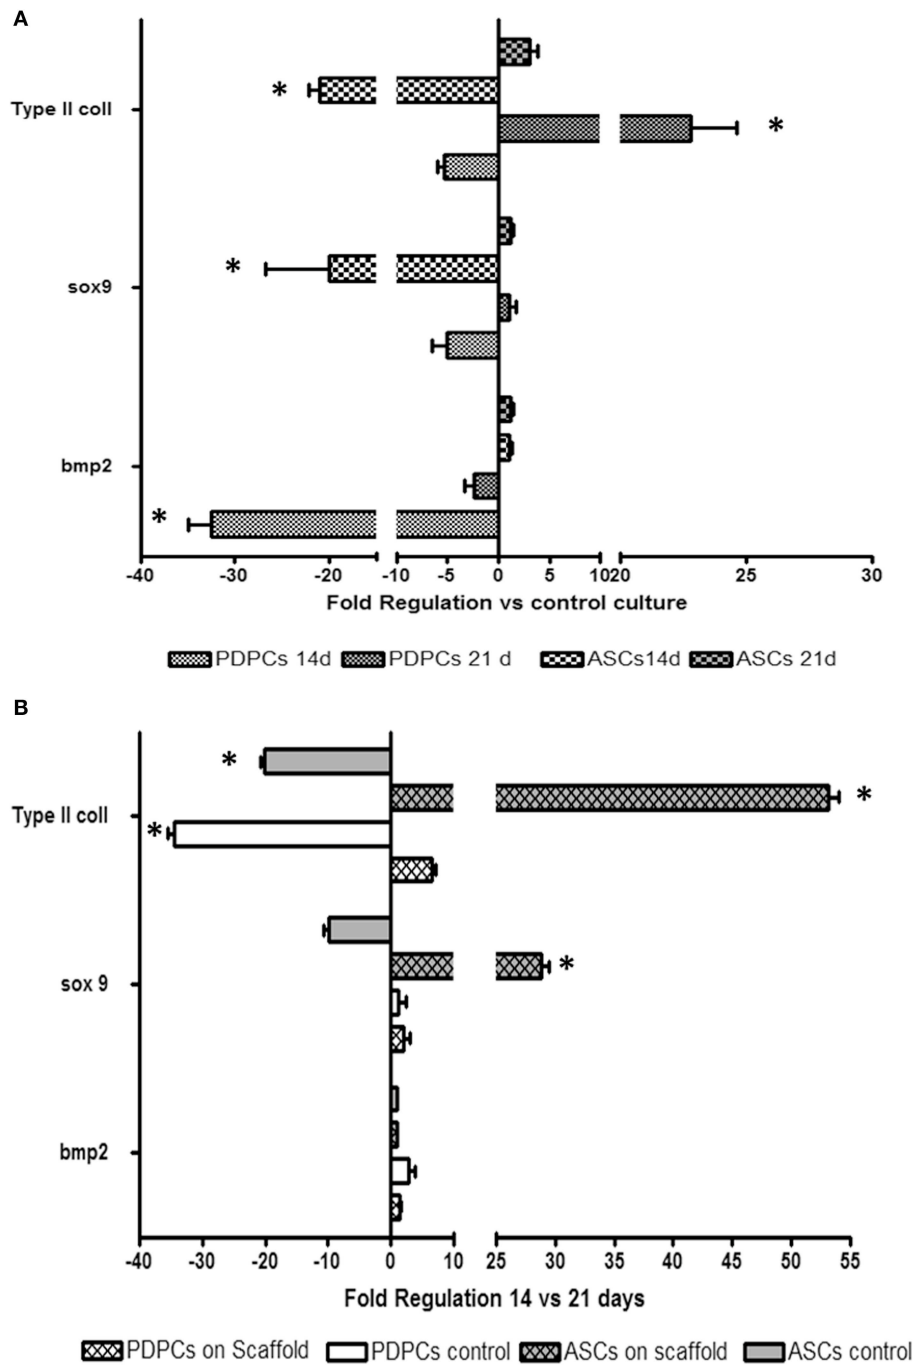 A
*
Type II coll
*
*
sox9
bmp2
*
-40 -30 -20 -10 -5 0 5 10 20 25 30
Fold Regulation vs control culture
PDPCs 14d PDPCs 21 d ASCs14d ASCs 21d
B
*
*
Type II coll
*
*
sox 9
bmp2
-40 -30 -20 -10 0 10 25 30 35 40 45 50 55
Fold Regulation 14 vs 21 days
PDPCs on Scaffold PDPCs control ASCs on scaffold ASCs control